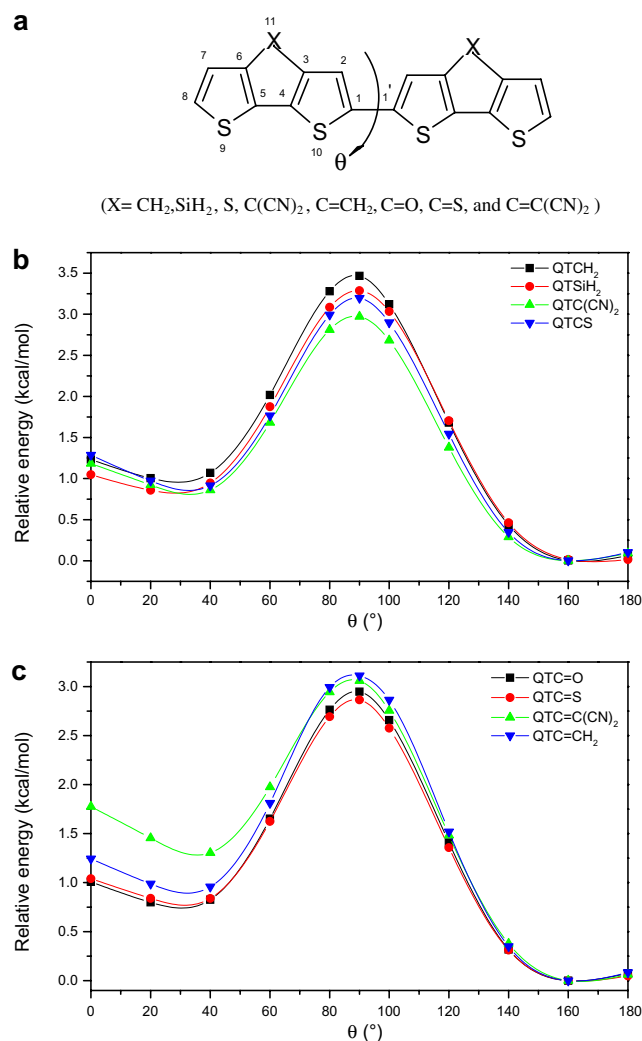 a
11
X
X
7
6
3
2
8
5
4
1
1'
S
S
S
S
9
10
θ
(X= CH₂,SiH₂, S, C(CN)₂, C=CH₂, C=O, C=S, and C=C(CN)₂ )
b
QTCH₂
QTSiH₂
QTC(CN)₂
QTCS
Relative energy (kcal/mol)
3.5
3.0
2.5
2.0
1.5
1.0
0.5
0.0
0 20 40 60 80 100 120 140 160 180
θ (°)
c
QTC=O
QTC=S
QTC=C(CN)₂
QTC=CH₂
Relative energy (kcal/mol)
3.0
2.5
2.0
1.5
1.0
0.5
0.0
0 20 40 60 80 100 120 140 160 180
θ (°)